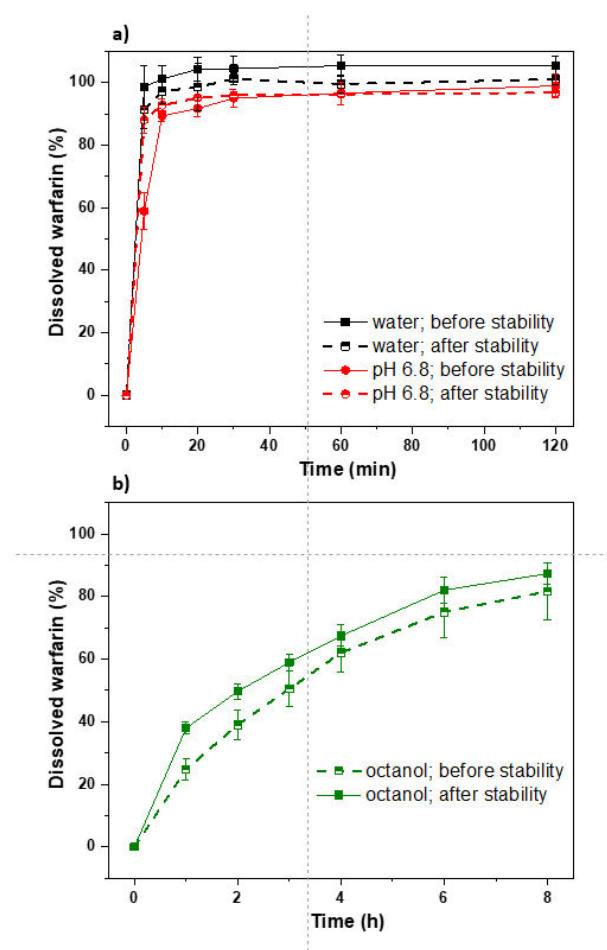 a)
Dissolved warfarin (%)
100
80
60
40
20
0
water; before stability
water; after stability
pH 6.8; before stability
pH 6.8; after stability
0 20 40 60 80 100 120
Time (min)
b)
Dissolved warfarin (%)
100
80
60
40
20
0
octanol; before stability
octanol; after stability
0 2 4 6 8
Time (h)